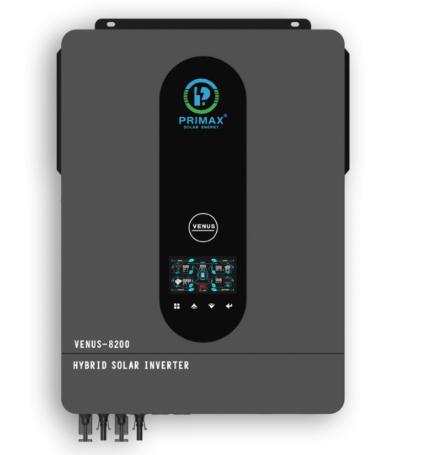 PRIMAX®
SOLAR ENERGY
VENUS
VENUS-8200
HYBRID SOLAR INVERTER